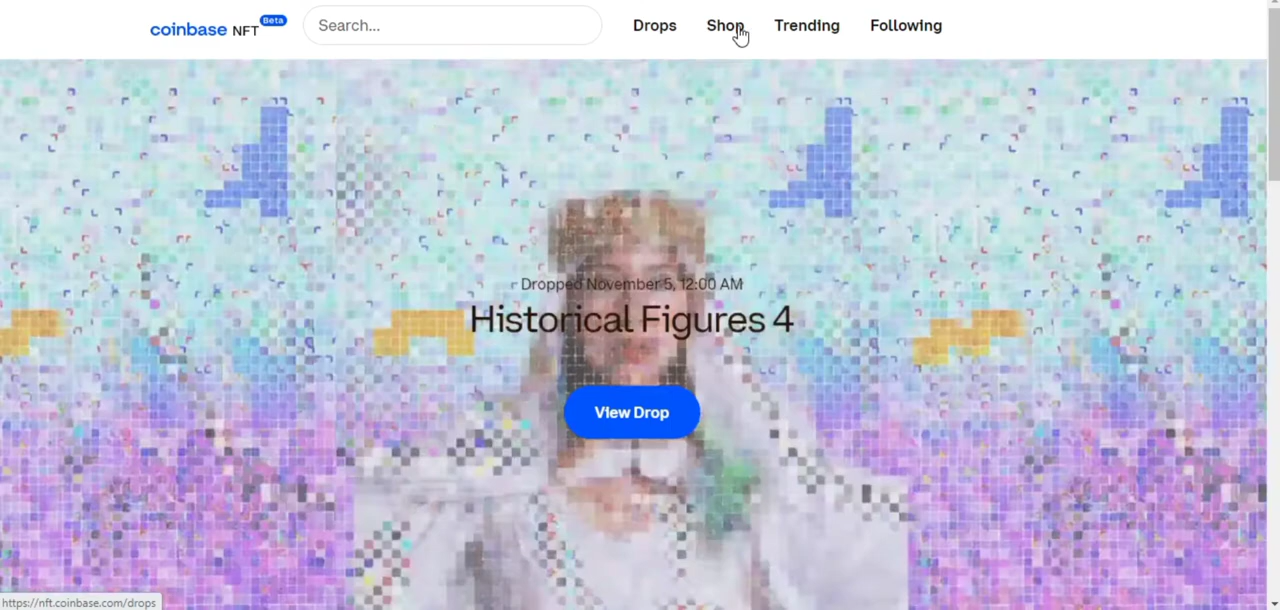 coinbase NFT Beta
Search...
Drops Shop Trending Following
Dropped November 5, 12:00 AM
Historical Figures 4
View Drop
https://nft.coinbase.com/drops